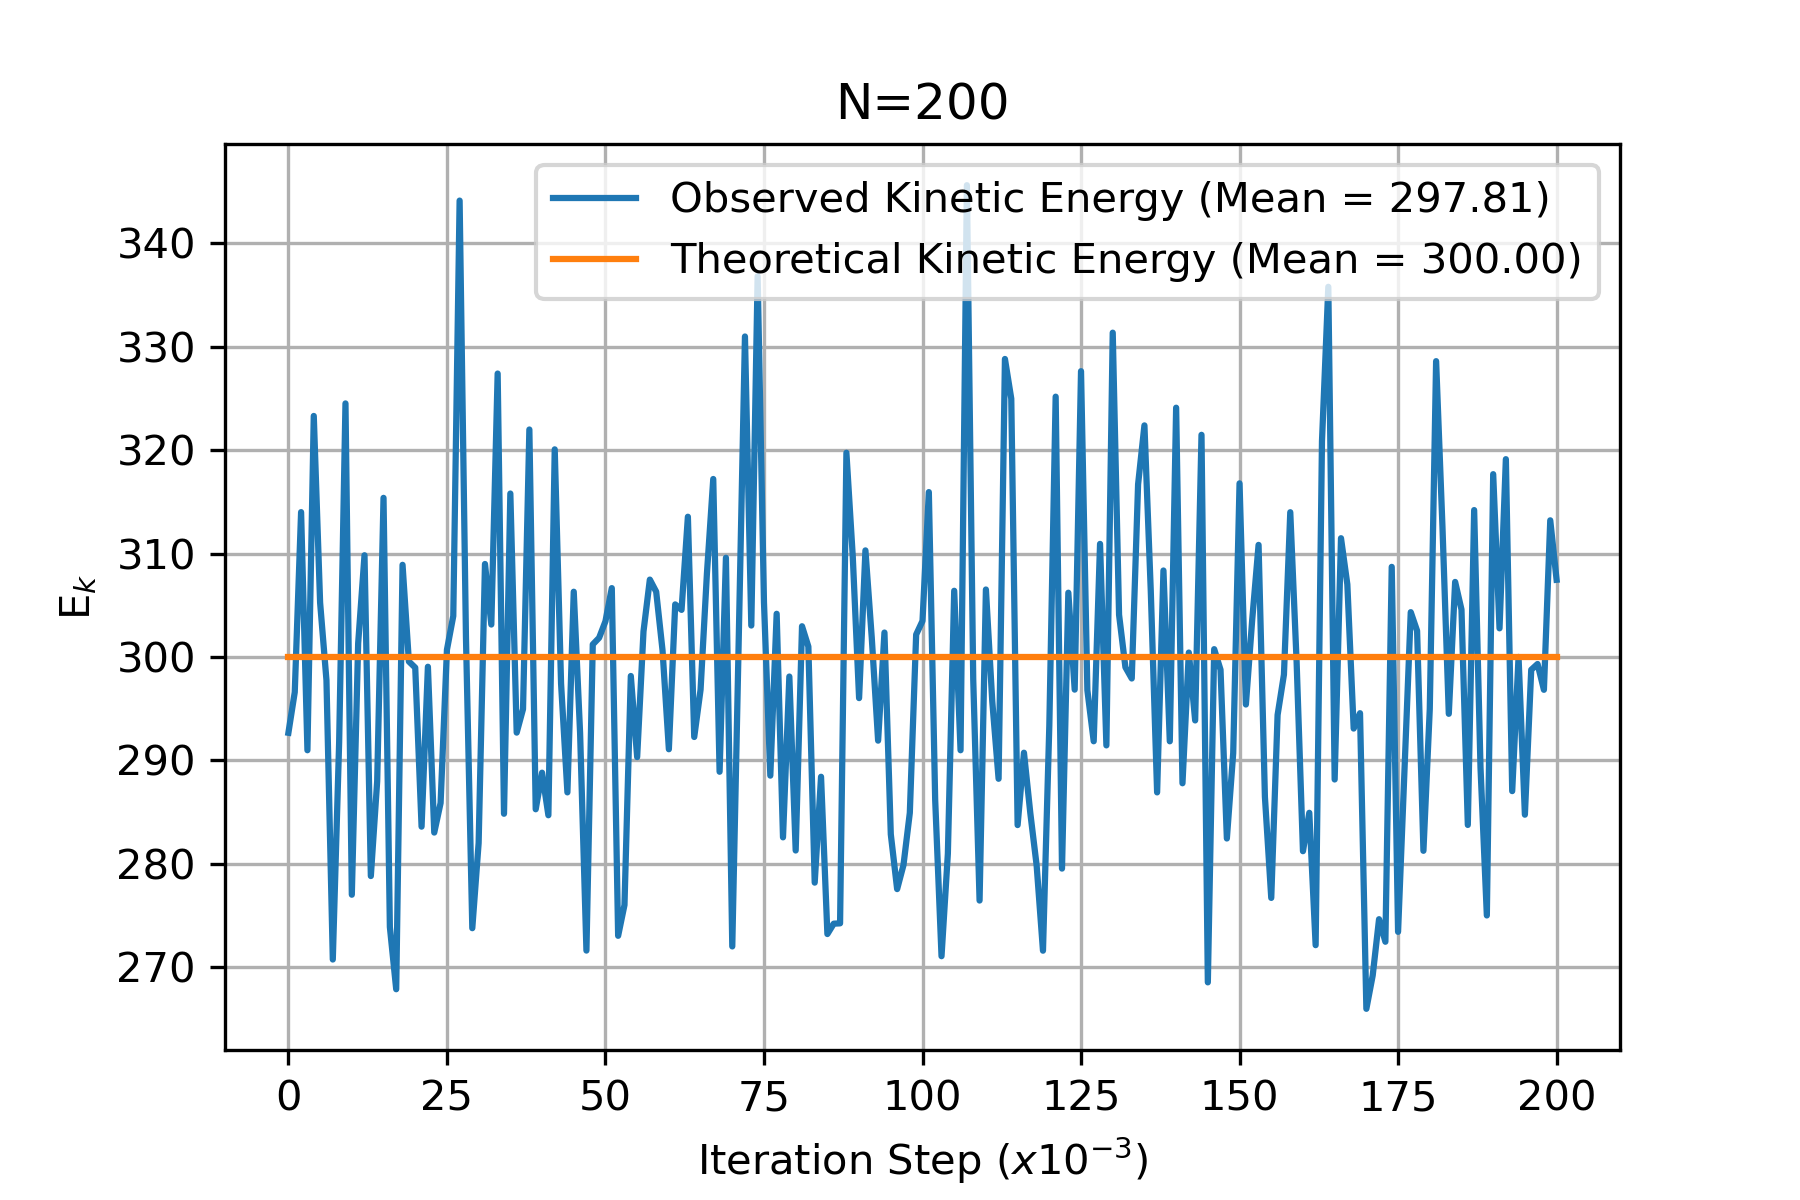 N=200
Observed Kinetic Energy (Mean = 297.81)
Theoretical Kinetic Energy (Mean = 300.00)
340
330
320
310
300
290
280
270
E_k
0 25 50 75 100 125 150 175 200
Iteration Step (x10⁻³)